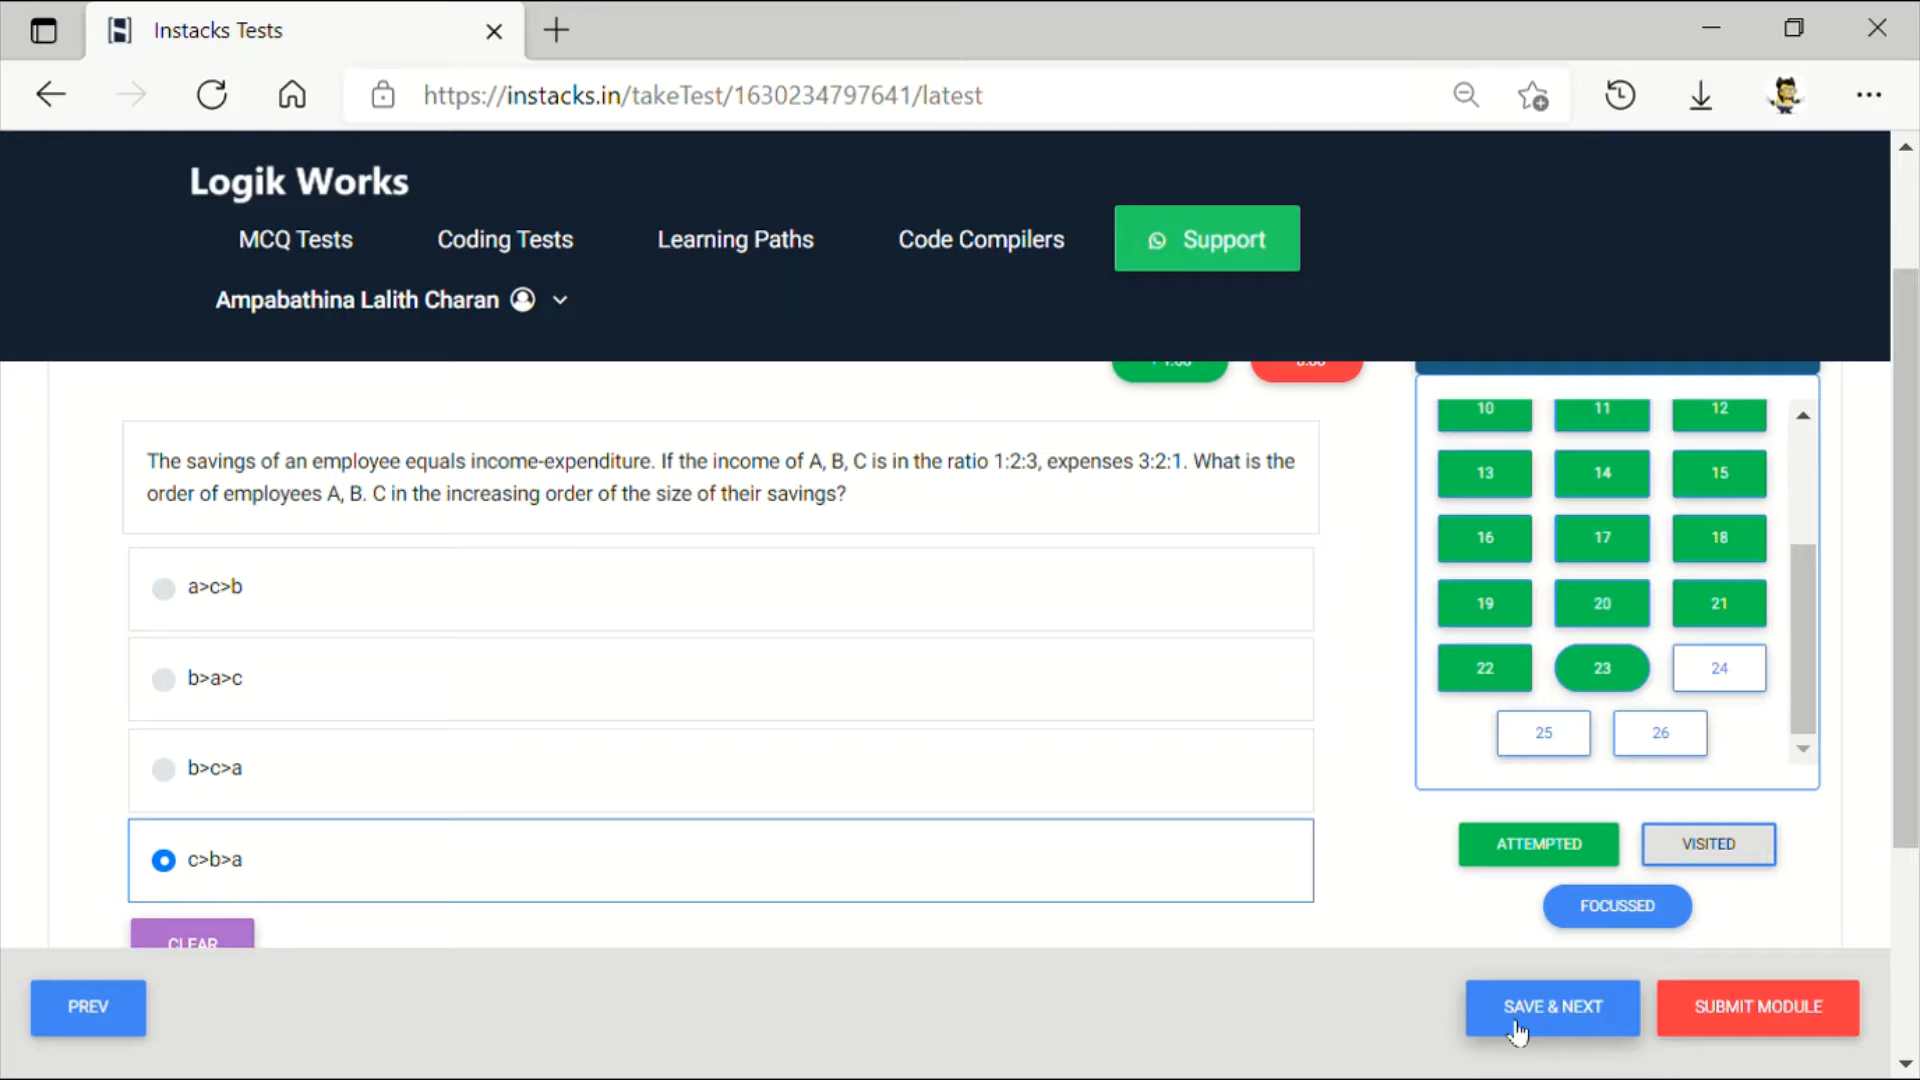 Instacks Tests
https://instacks.in/takeTest/1630234797641/latest
Logik Works
MCQ Tests Coding Tests Learning Paths Code Compilers Support
Ampabathina Lalith Charan
10 11 12
The savings of an employee equals income-expenditure. If the income of A, B, C is in the ratio 1:2:3, expenses 3:2:1. What is the
order of employees A, B. C in the increasing order of the size of their savings?
13 14 15
16 17 18
a>c>b
19 20 21
b>a>c
22 23 24
25 26
b>c>a
ATTEMPTED VISITED
c>b>a
FOCUSSED
CLEAR
PREV SAVE & NEXT SUBMIT MODULE